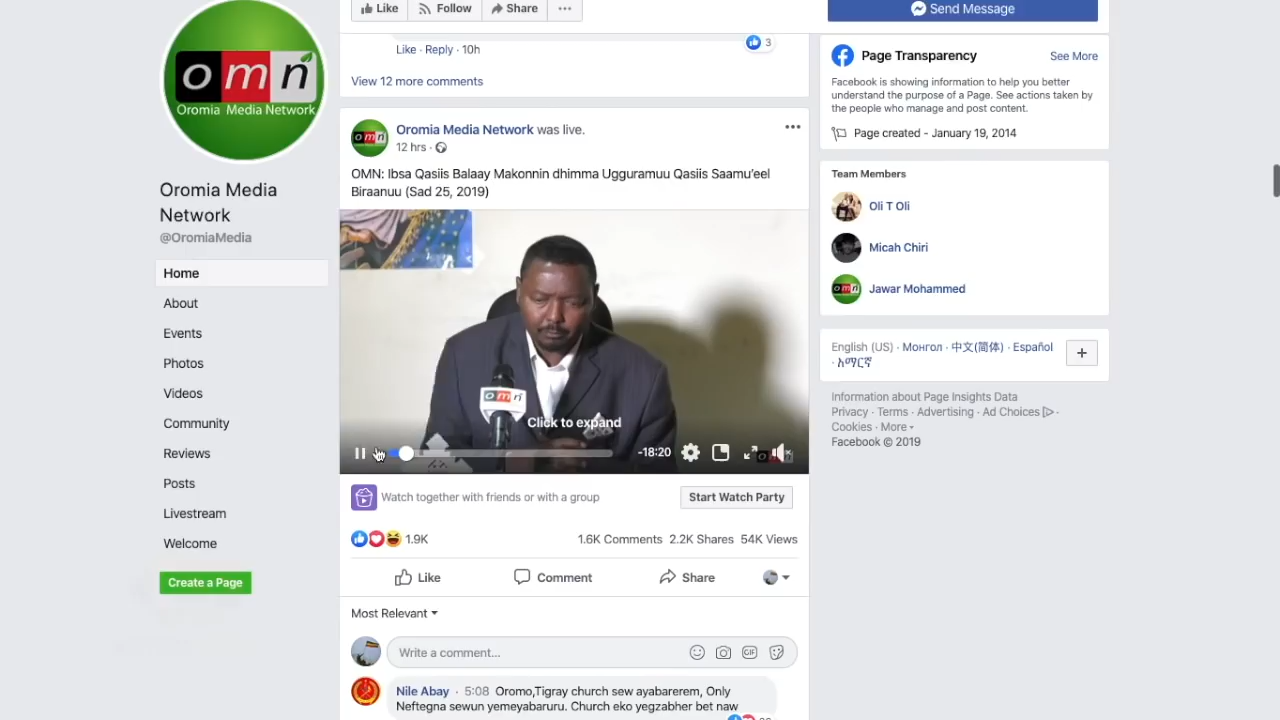 Like
Follow
Share
Send Message
Like · Reply · 10h
3
View 12 more comments
omn
Oromia Media Network
Oromia Media
Network
@OromiaMedia
Home
About
Events
Photos
Videos
Community
Reviews
Posts
Livestream
Welcome
Create a Page
omn
Oromia Media Network was live.
12 hrs ·
OMN: Ibsa Qasiis Balaay Makonnin dhimma Ugguramuu Qasiis Saamu'eel
Biraanuu (Sad 25, 2019)
omn
Click to expand
-18:20
Watch together with friends or with a group
Start Watch Party
1.9K
1.6K Comments 2.2K Shares 54K Views
Like
Comment
Share
Most Relevant
Write a comment...
GIF
Nile Abay · 5:08 Oromo,Tigray church sew ayabarerem, Only
Neftegna sewun yemeyabaruru. Church eko yegzabher bet naw
Page Transparency
See More
Facebook is showing information to help you better
understand the purpose of a Page. See actions taken by
the people who manage and post content.
Page created - January 19, 2014
Team Members
Oli T Oli
Micah Chiri
omn
Jawar Mohammed
English (US) · Монгол · 中文(简体) · Español
· አማርኛ
Information about Page Insights Data
Privacy · Terms · Advertising · Ad Choices ·
Cookies · More
Facebook © 2019